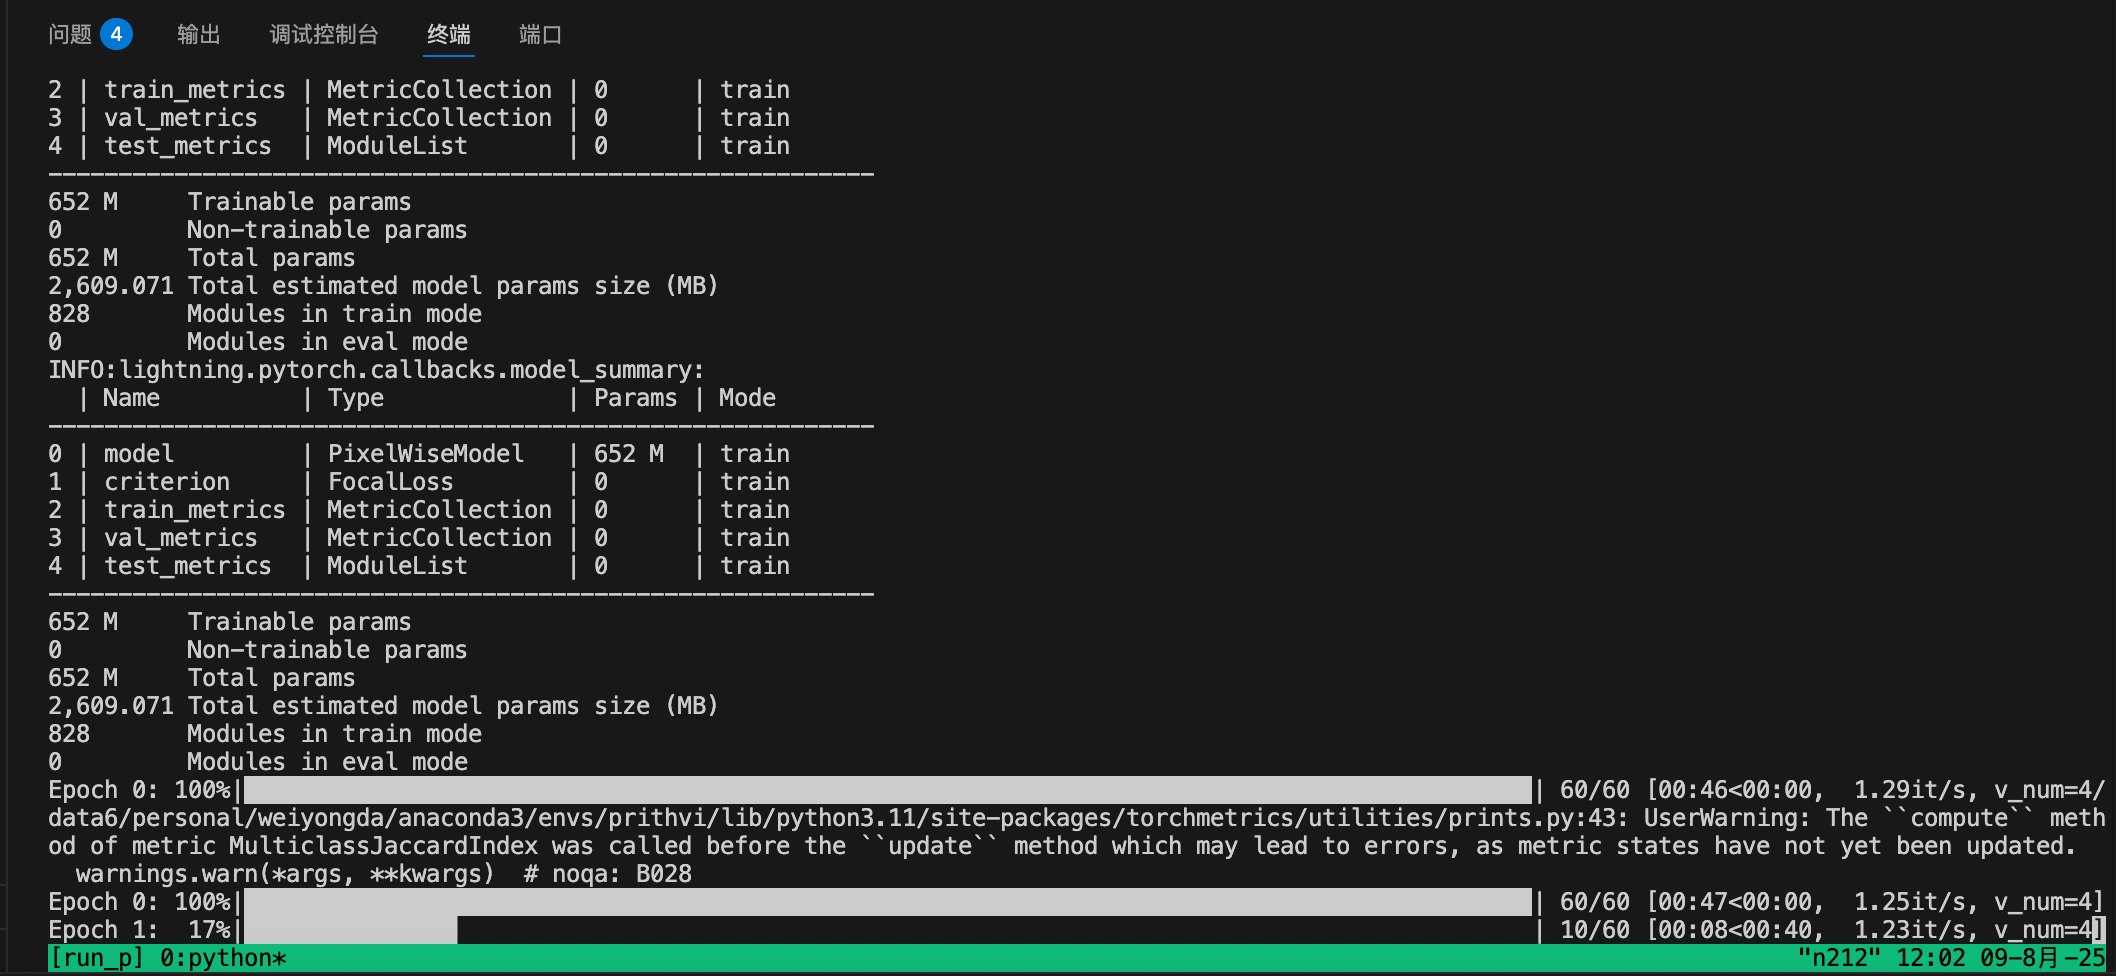 问题 4 输出 调试控制台 终端 端口
2 | train_metrics | MetricCollection | 0      | train
3 | val_metrics   | MetricCollection | 0      | train
4 | test_metrics  | ModuleList       | 0      | train
-----------------------------------------------------------
652 M     Trainable params
0         Non-trainable params
652 M     Total params
2,609.071 Total estimated model params size (MB)
828       Modules in train mode
0         Modules in eval mode
INFO:lightning.pytorch.callbacks.model_summary:
  | Name          | Type             | Params | Mode
-----------------------------------------------------------
0 | model         | PixelWiseModel   | 652 M  | train
1 | criterion     | FocalLoss        | 0      | train
2 | train_metrics | MetricCollection | 0      | train
3 | val_metrics   | MetricCollection | 0      | train
4 | test_metrics  | ModuleList       | 0      | train
-----------------------------------------------------------
652 M     Trainable params
0         Non-trainable params
652 M     Total params
2,609.071 Total estimated model params size (MB)
828       Modules in train mode
0         Modules in eval mode
Epoch 0: 100%| | 60/60 [00:46<00:00,  1.29it/s, v_num=4/
data6/personal/weiyongda/anaconda3/envs/prithvi/lib/python3.11/site-packages/torchmetrics/utilities/prints.py:43: UserWarning: The ``compute`` meth
od of metric MulticlassJaccardIndex was called before the ``update`` method which may lead to errors, as metric states have not yet been updated.
  warnings.warn(*args, **kwargs)  # noqa: B028
Epoch 0: 100%| | 60/60 [00:47<00:00,  1.25it/s, v_num=4]
Epoch 1:  17%| | 10/60 [00:08<00:40,  1.23it/s, v_num=4]
[run_p] 0:python* "n212" 12:02 09-8月-25